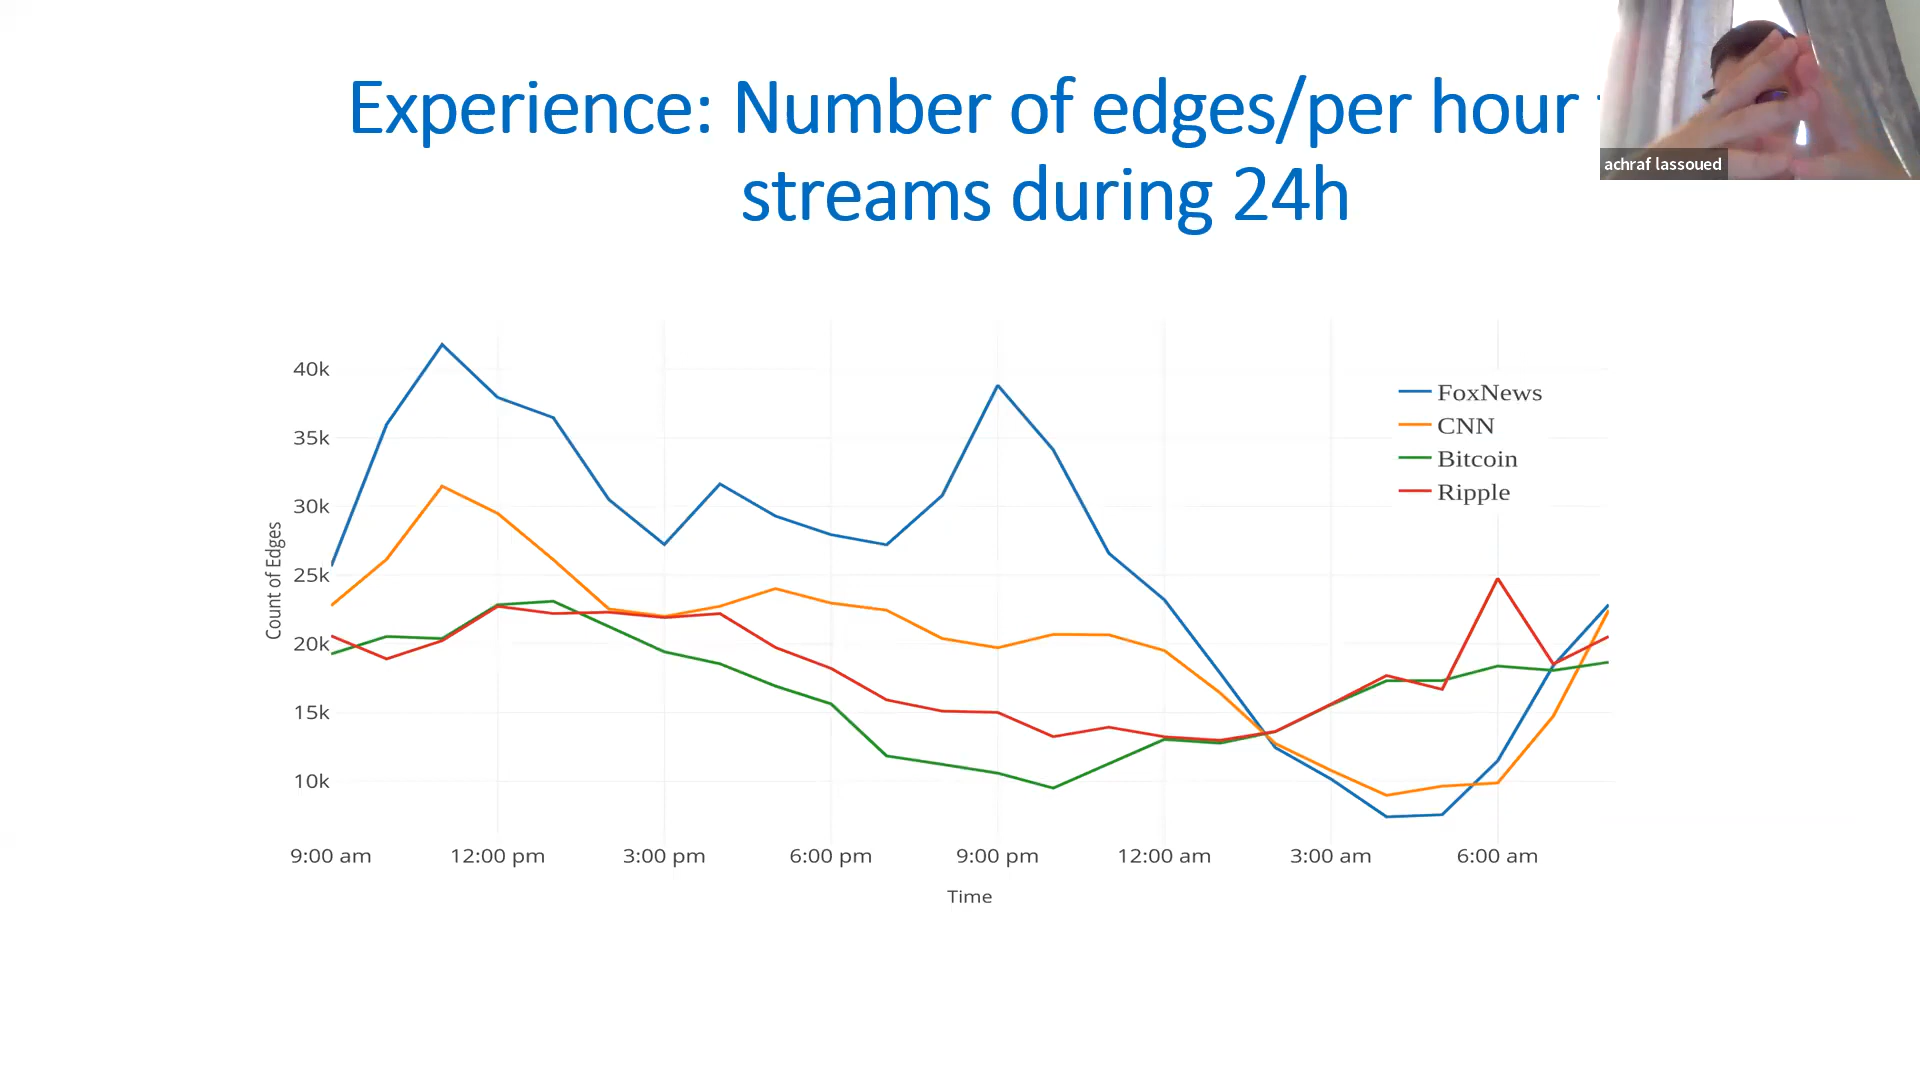 Experience: Number of edges/per hour
streams during 24h
achraf lassoued
40k
35k
30k
25k
20k
15k
10k
Count of Edges
FoxNews
CNN
Bitcoin
Ripple
9:00 am 12:00 pm 3:00 pm 6:00 pm 9:00 pm 12:00 am 3:00 am 6:00 am
Time